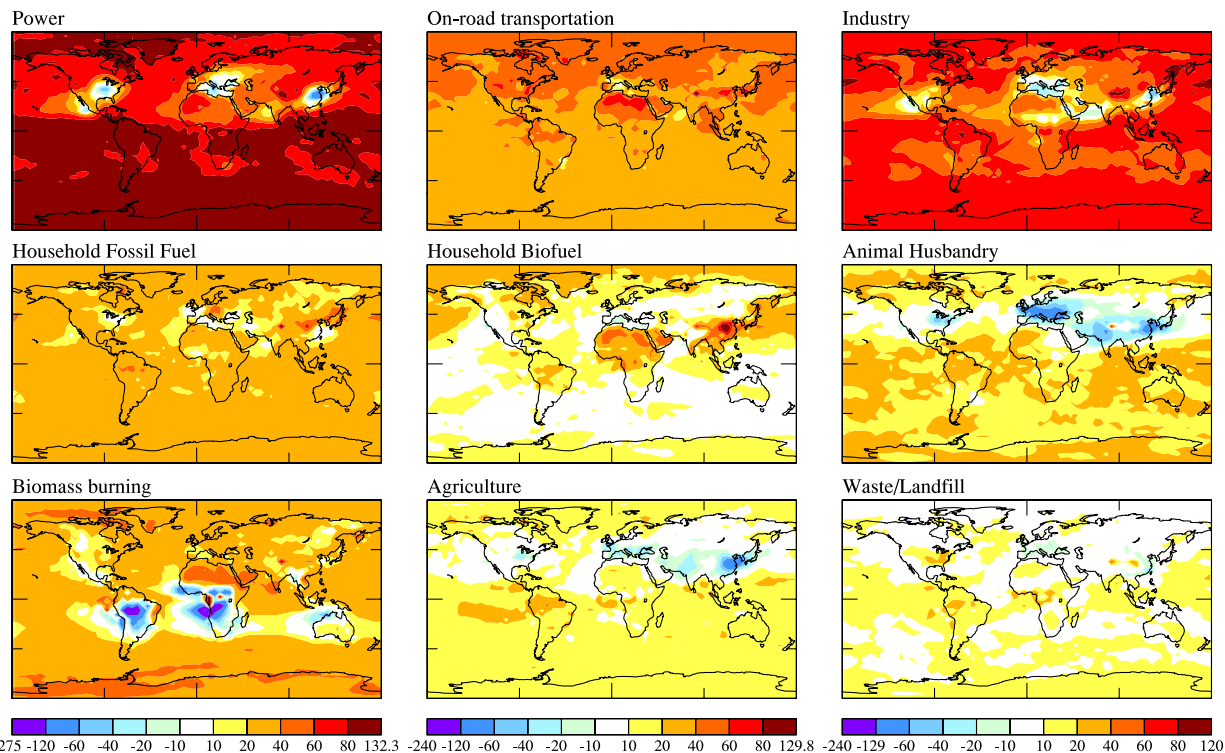 Power On-road transportation Industry
Household Fossil Fuel Household Biofuel Animal Husbandry
Biomass burning Agriculture Waste/Landfill
275 -120 -60 -40 -20 -10 10 20 40 60 80 132.3 -240 -120 -60 -40 -20 -10 10 20 40 60 80 129.8 -240 -129 -60 -40 -20 -10 10 20 40 60 80